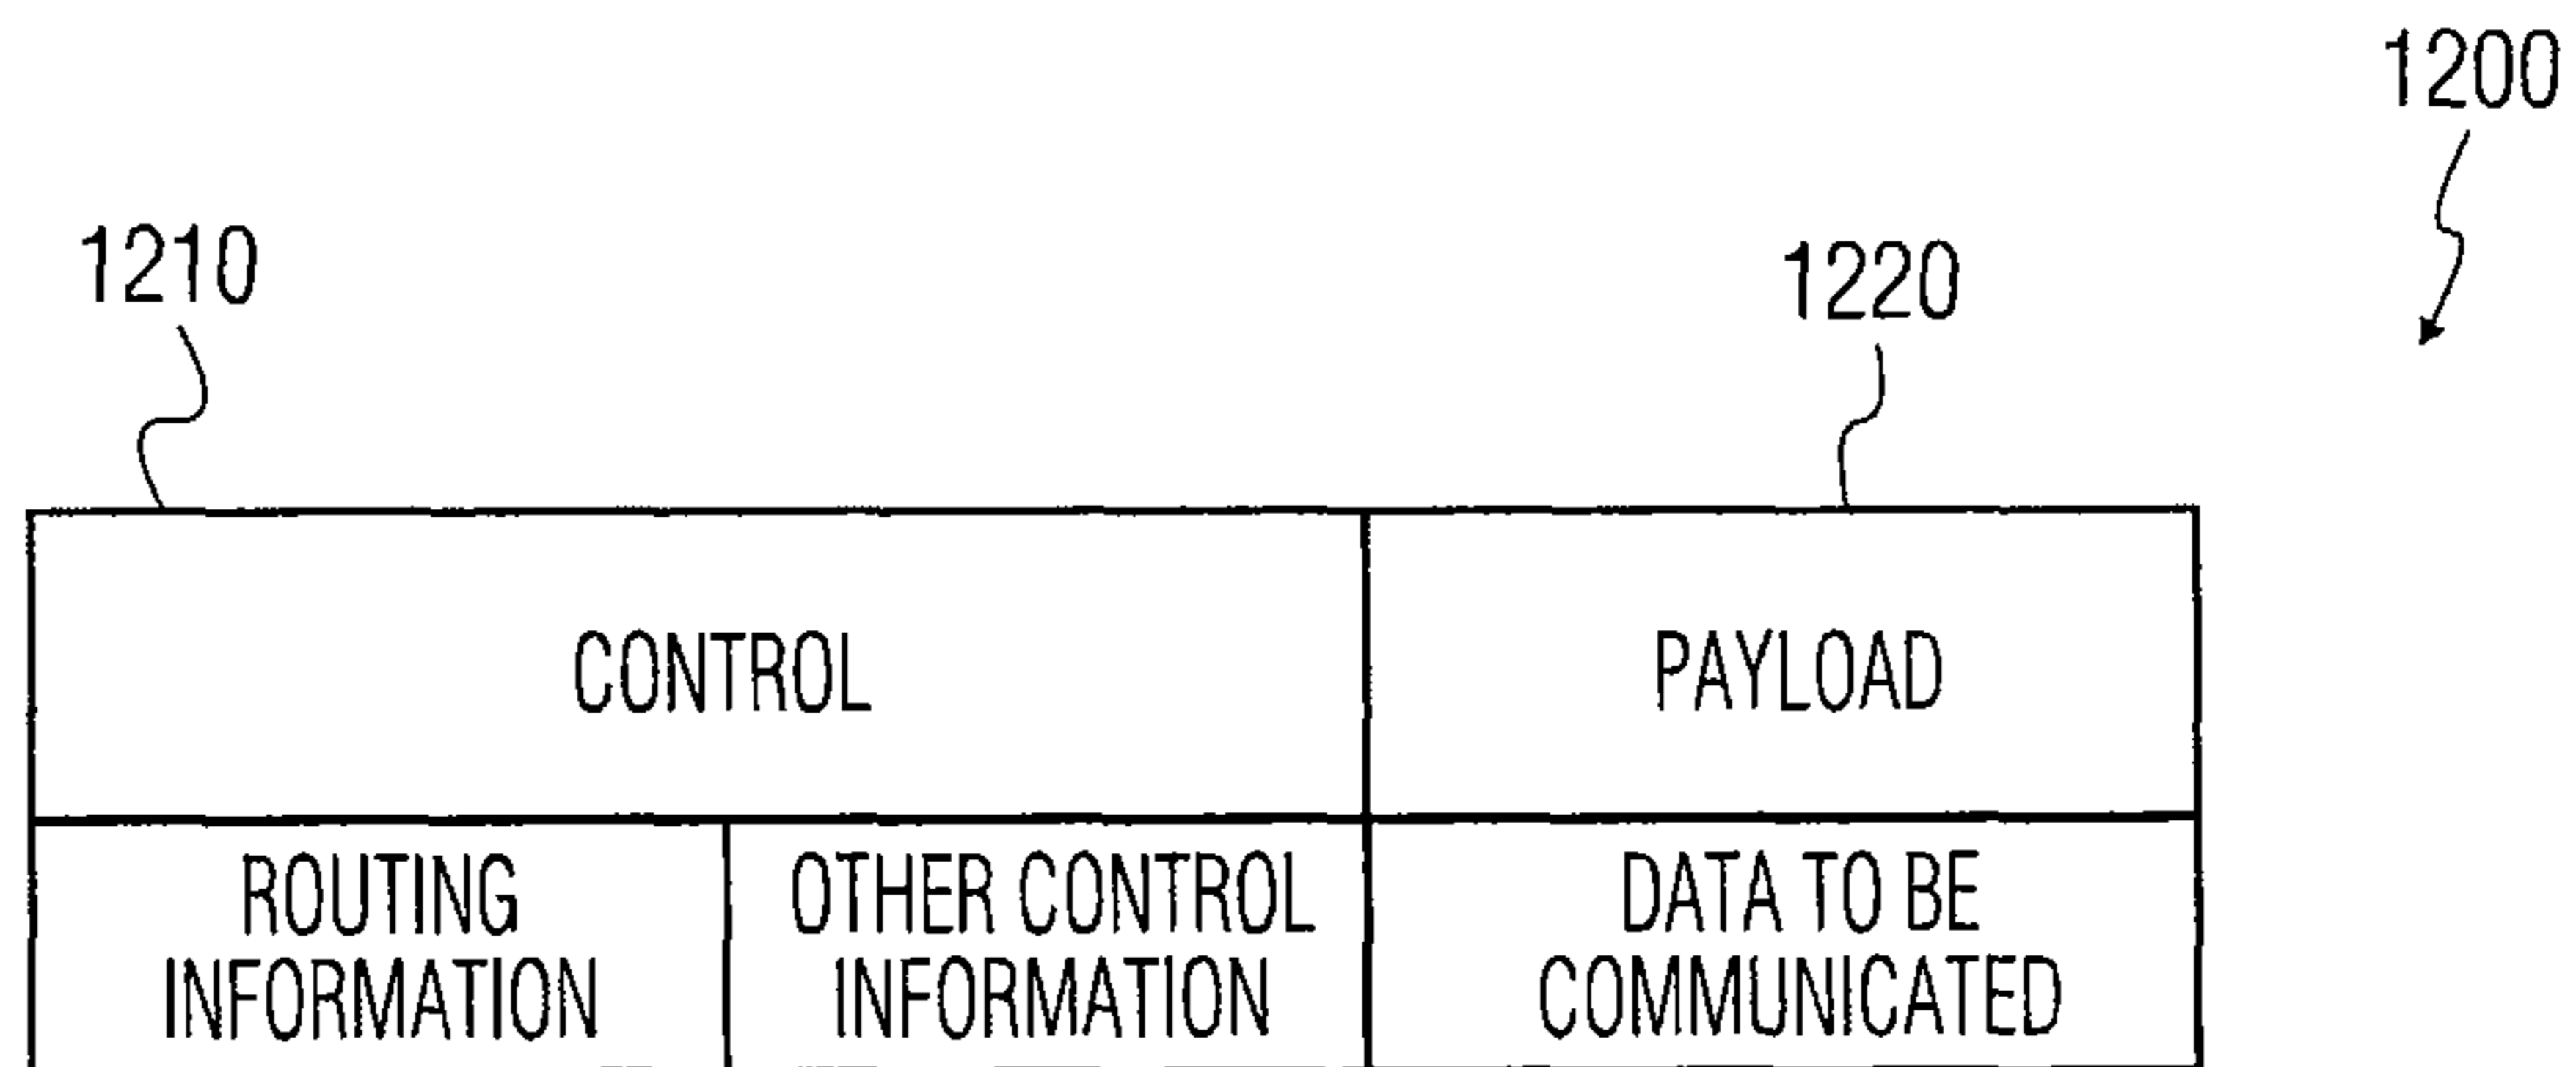 1200
1210
1220
CONTROL
PAYLOAD
ROUTING
INFORMATION
OTHER CONTROL
INFORMATION
DATA TO BE
COMMUNICATED